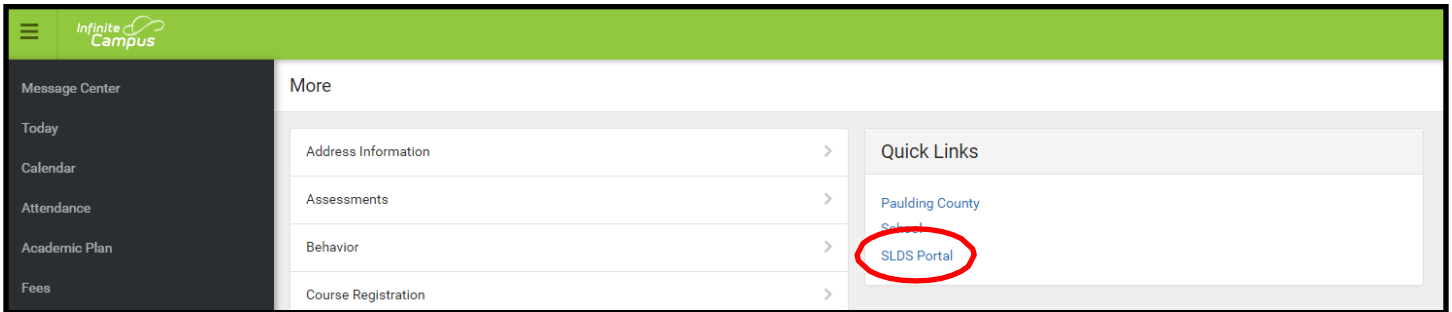 Infinite
Campus
Message Center
Today
Calendar
Attendance
Academic Plan
Fees
More
Address Information
Assessments
Behavior
Course Registration
Quick Links
Paulding County
School
SLDS Portal